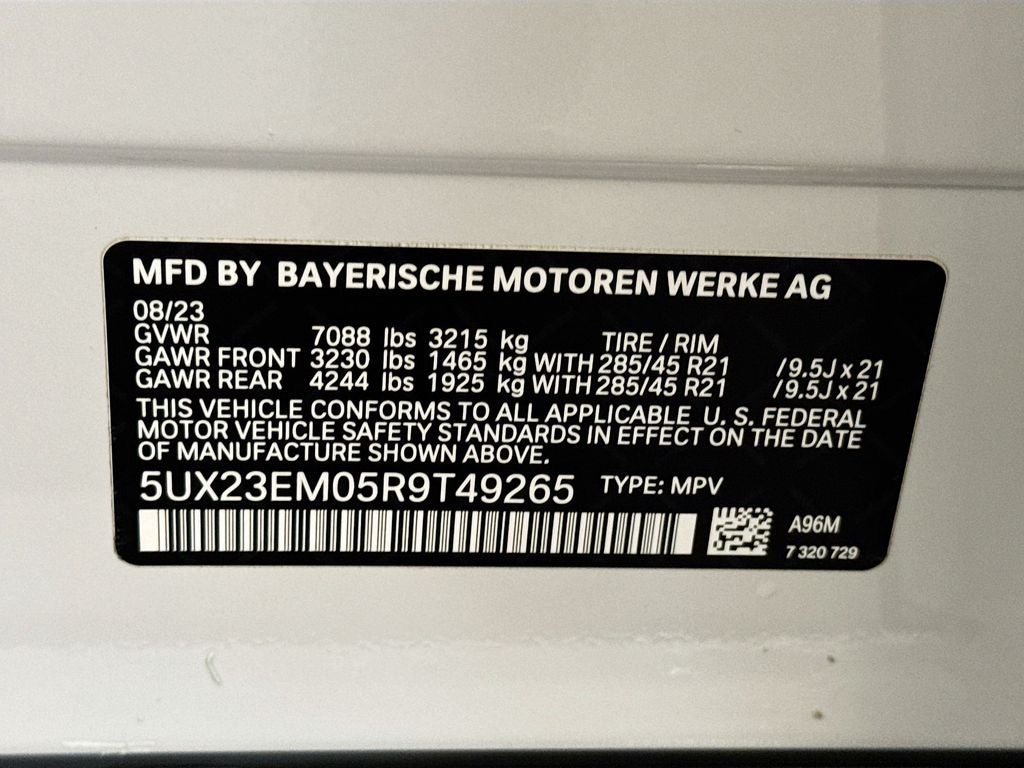 MFD BY BAYERISCHE MOTOREN WERKE AG
08/23
GVWR 7088 lbs 3215 kg TIRE / RIM
GAWR FRONT 3230 lbs 1465 kg WITH 285/45 R21 /9.5J x 21
GAWR REAR 4244 lbs 1925 kg WITH 285/45 R21 /9.5J x 21
THIS VEHICLE CONFORMS TO ALL APPLICABLE U. S. FEDERAL
MOTOR VEHICLE SAFETY STANDARDS IN EFFECT ON THE DATE
OF MANUFACTURE SHOWN ABOVE.
5UX23EM05R9T49265 TYPE: MPV
A96M
7 320 729